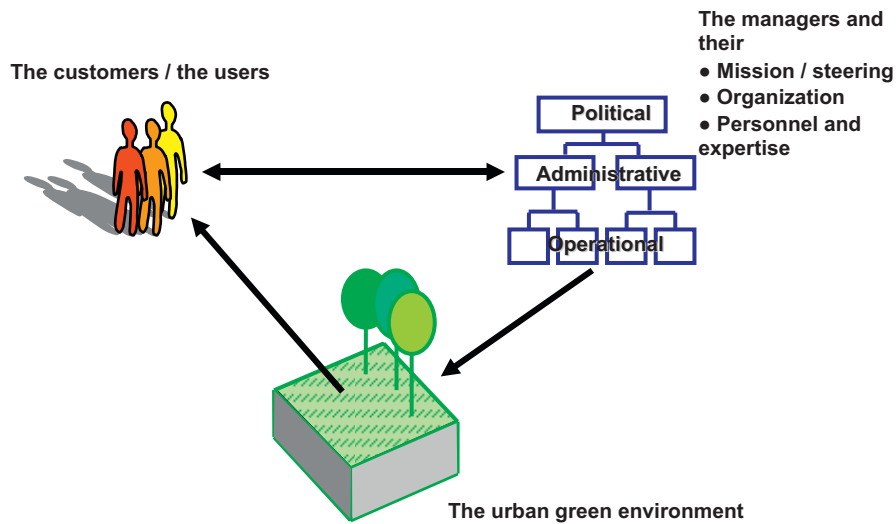 The customers / the users
The managers and
their
● Mission / steering
● Organization
● Personnel and
expertise
Political
Administrative
Operational
The urban green environment